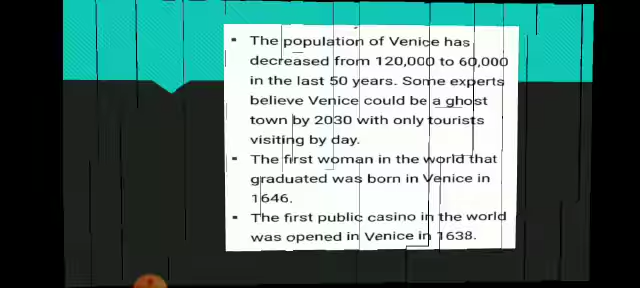 ▪ The population of Venice has
decreased from 120,000 to 60,000
in the last 50 years. Some experts
believe Venice could be a ghost
town by 2030 with only tourists
visiting by day.
▪ The first woman in the world that
graduated was born in Venice in
1646.
▪ The first public casino in the world
was opened in Venice in 1638.